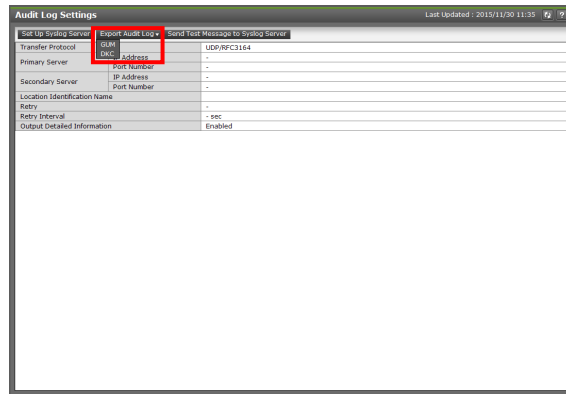 Audit Log Settings
Last Updated : 2015/11/30 11:35
?
Set Up Syslog Server
Export Audit Log
Send Test Message to Syslog Server
GUM
DKC
Transfer Protocol
UDP/RFC3164
Primary Server
IP Address
-
Port Number
-
Secondary Server
IP Address
-
Port Number
-
Location Identification Name
Retry
-
Retry Interval
- sec
Output Detailed Information
Enabled